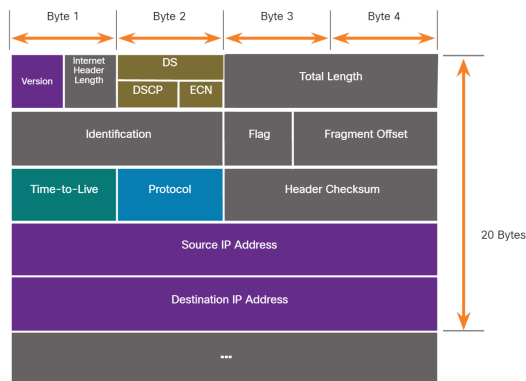 Byte 1
Byte 2
Byte 3
Byte 4
Version
Internet
Header
Length
DS
DSCP
ECN
Total Length
Identification
Flag
Fragment Offset
Time-to-Live
Protocol
Header Checksum
Source IP Address
Destination IP Address
...
20 Bytes